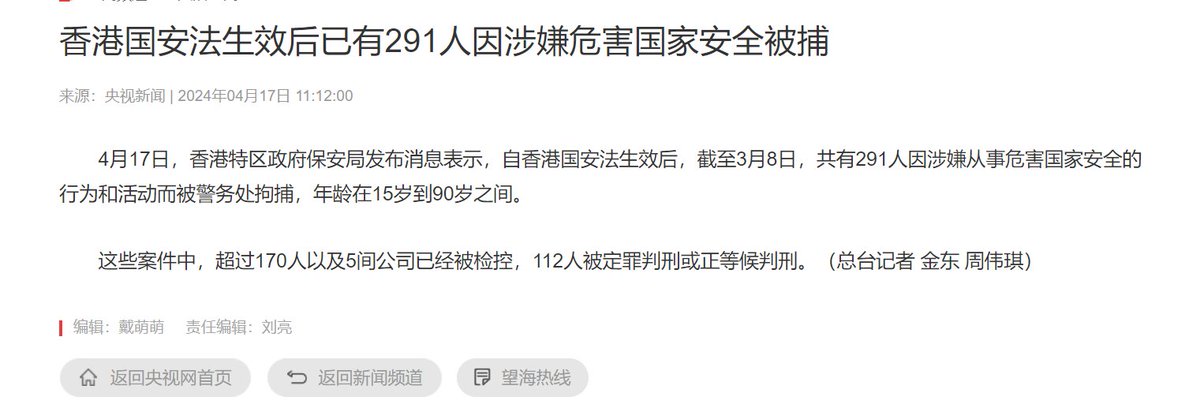 香港国安法生效后已有291人因涉嫌危害国家安全被捕
来源：央视新闻 | 2024年04月17日 11:12:00
4月17日，香港特区政府保安局发布消息表示，自香港国安法生效后，截至3月8日，共有291人因涉嫌从事危害国家安全的
行为和活动而被警务处拘捕，年龄在15岁到90岁之间。
这些案件中，超过170人以及5间公司已经被检控，112人被定罪判刑或正等候判刑。（总台记者 金东 周伟琪）
编辑：戴萌萌 责任编辑：刘亮
返回央视网首页 返回新闻频道 望海热线